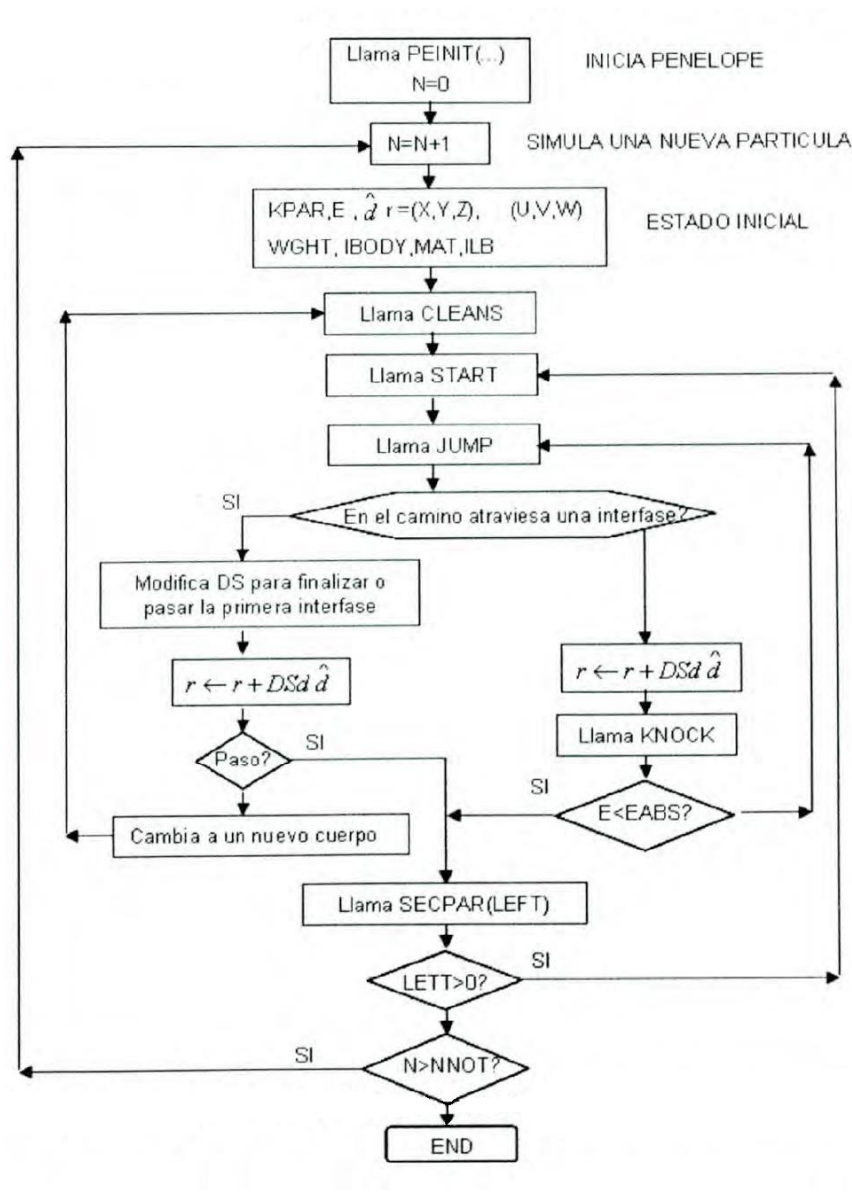 Llama PEINIT(...)
N=0
INICIA PENELOPE
N=N+1
SIMULA UNA NUEVA PARTICULA
KPAR,E , d̂ r=(X,Y,Z), (U,V,W)
WGHT, IBODY,MAT,ILB
ESTADO INICIAL
Llama CLEANS
Llama START
Llama JUMP
SI
En el camino atraviesa una interfase?
Modifica DS para finalizar o
pasar la primera interfase
r ← r + DSd d̂
r ← r + DSd d̂
Llama KNOCK
Paso?
SI
SI
E<EABS?
Cambia a un nuevo cuerpo
Llama SECPAR(LEFT)
LETT>0?
SI
SI
N>NNOT?
END